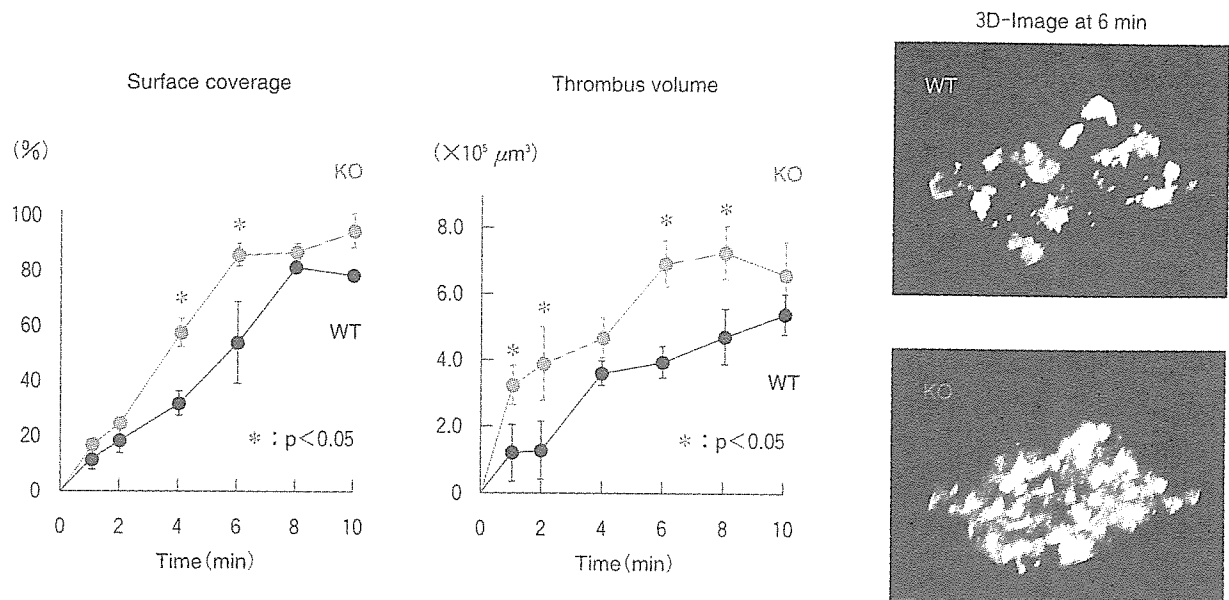 Surface coverage
(%)
KO
100
80
60
40
20
0
*
*
WT
* : p<0.05
0 2 4 6 8 10
Time(min)
Thrombus volume
(×10⁵ μm³)
KO
8.0
6.0
4.0
2.0
0
*
*
*
*
WT
* : p<0.05
0 2 4 6 8 10
Time(min)
3D-Image at 6 min
WT
KO